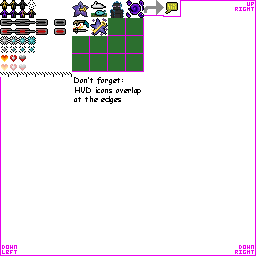 UP
RIGHT
Don't forget:
HUD icons overlap
at the edges
DOWN
LEFT
DOWN
RIGHT